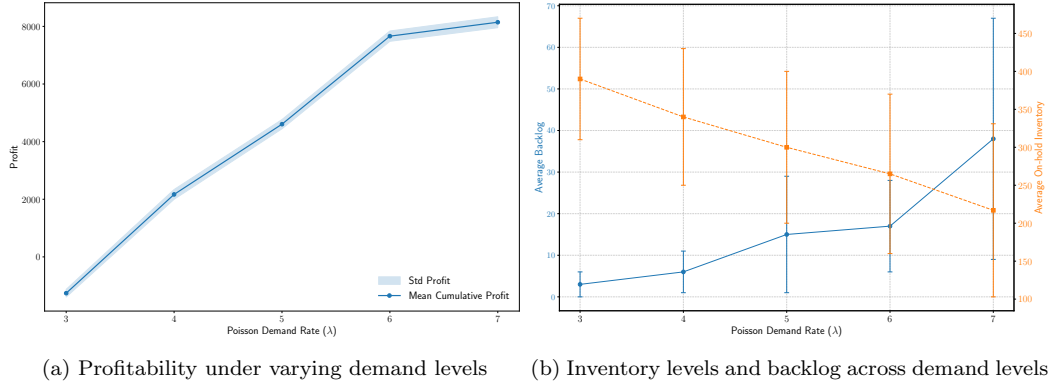 8000
6000
4000
2000
0
Profit
3 4 5 6 7
Poisson Demand Rate (λ)
Std Profit
Mean Cumulative Profit
(a) Profitability under varying demand levels
70
60
50
40
30
20
10
0
Average Backlog
450
400
350
300
250
200
150
100
Average On-hold Inventory
3 4 5 6 7
Poisson Demand Rate (λ)
(b) Inventory levels and backlog across demand levels